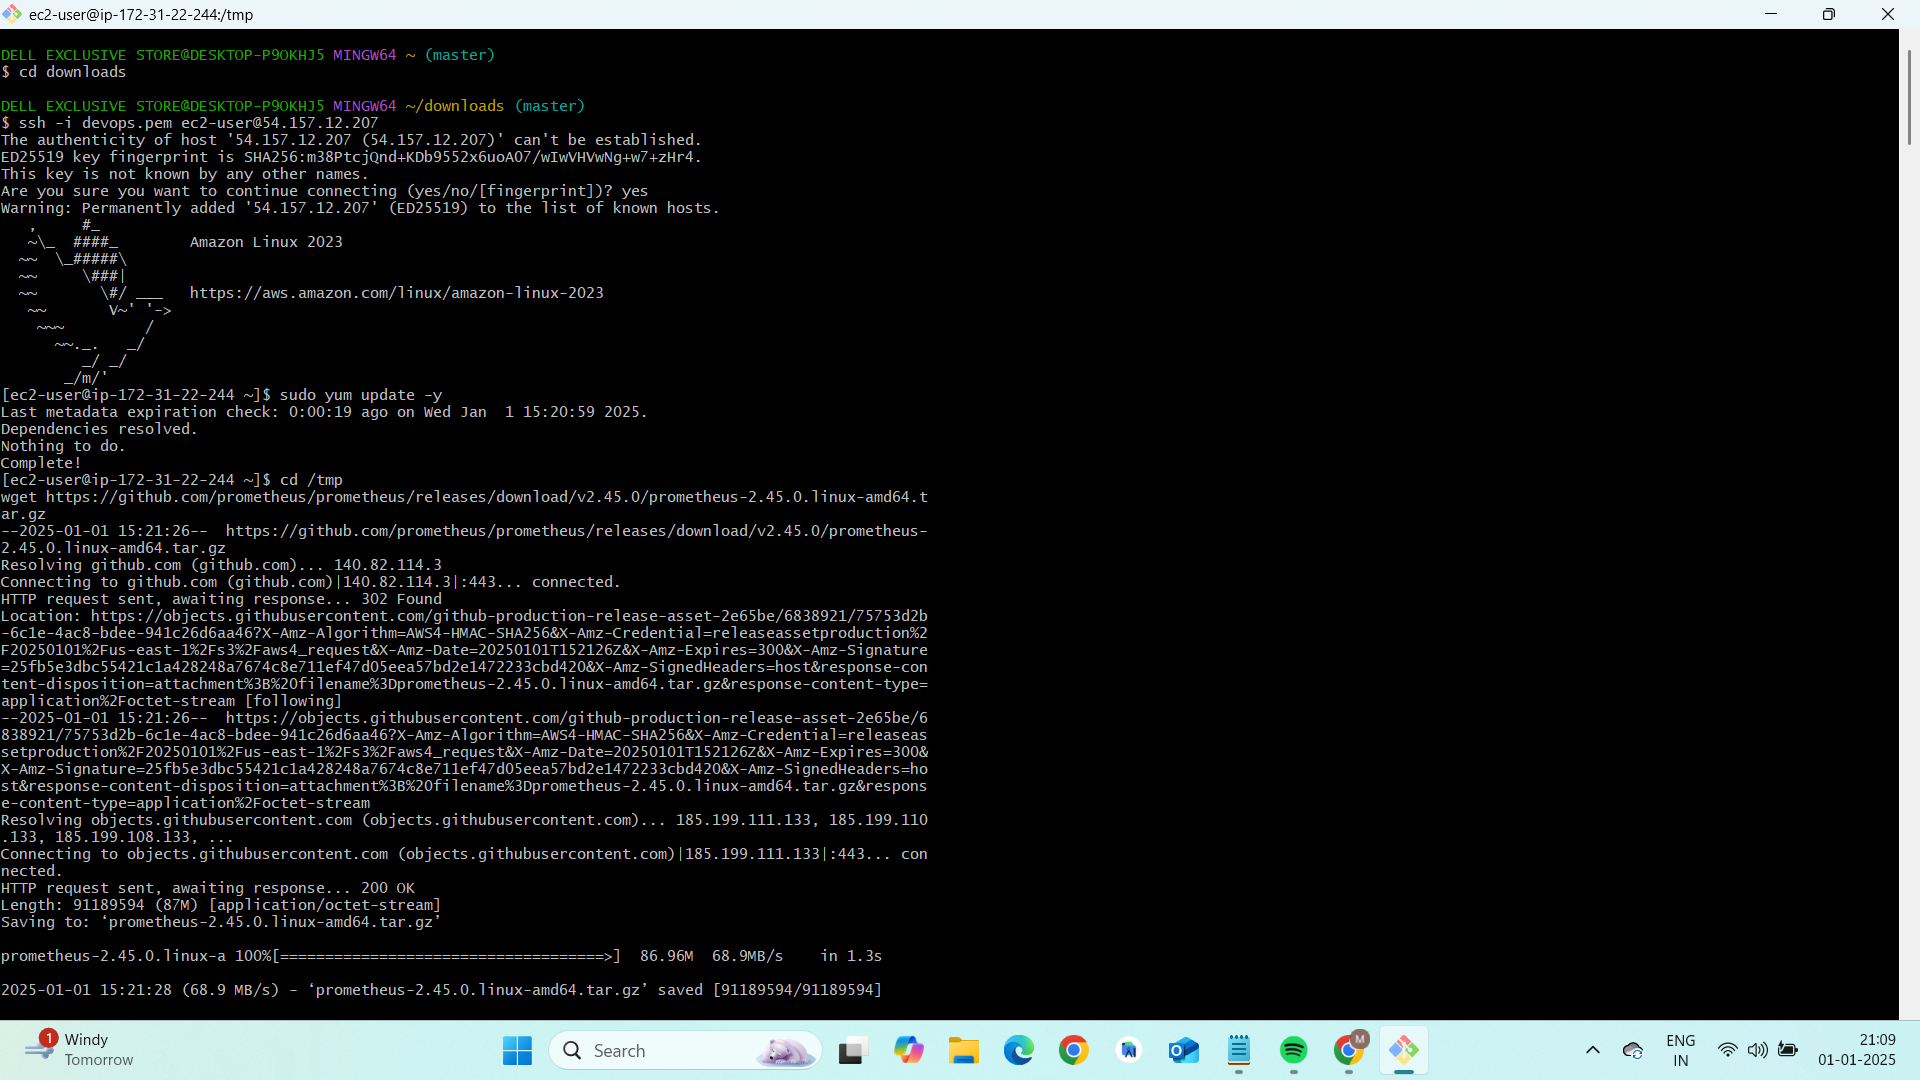 ec2-user@ip-172-31-22-244:/tmp
DELL EXCLUSIVE STORE@DESKTOP-P9OKHJ5 MINGW64 ~ (master)
$ cd downloads
DELL EXCLUSIVE STORE@DESKTOP-P9OKHJ5 MINGW64 ~/downloads (master)
$ ssh -i devops.pem ec2-user@54.157.12.207
The authenticity of host '54.157.12.207 (54.157.12.207)' can't be established.
ED25519 key fingerprint is SHA256:m38PtcjQnd+KDb9552x6uoAO7/wIwVHVwNg+w7+zHr4.
This key is not known by any other names.
Are you sure you want to continue connecting (yes/no/[fingerprint])? yes
Warning: Permanently added '54.157.12.207' (ED25519) to the list of known hosts.
   ,     #_
   ~\_  ####_        Amazon Linux 2023
  ~~  \_#####\
  ~~     \###|
  ~~       \#/ ___   https://aws.amazon.com/linux/amazon-linux-2023
   ~~       V~' '->
    ~~~         /
      ~~._.   _/
         _/ _/
       _/m/'
[ec2-user@ip-172-31-22-244 ~]$ sudo yum update -y
Last metadata expiration check: 0:00:19 ago on Wed Jan  1 15:20:59 2025.
Dependencies resolved.
Nothing to do.
Complete!
[ec2-user@ip-172-31-22-244 ~]$ cd /tmp
wget https://github.com/prometheus/prometheus/releases/download/v2.45.0/prometheus-2.45.0.linux-amd64.t
ar.gz
--2025-01-01 15:21:26--  https://github.com/prometheus/prometheus/releases/download/v2.45.0/prometheus-
2.45.0.linux-amd64.tar.gz
Resolving github.com (github.com)... 140.82.114.3
Connecting to github.com (github.com)|140.82.114.3|:443... connected.
HTTP request sent, awaiting response... 302 Found
Location: https://objects.githubusercontent.com/github-production-release-asset-2e65be/6838921/75753d2b
-6c1e-4ac8-bdee-941c26d6aa46?X-Amz-Algorithm=AWS4-HMAC-SHA256&X-Amz-Credential=releaseassetproduction%2
F20250101%2Fus-east-1%2Fs3%2Faws4_request&X-Amz-Date=20250101T152126Z&X-Amz-Expires=300&X-Amz-Signature
=25fb5e3dbc55421c1a428248a7674c8e711ef47d05eea57bd2e1472233cbd420&X-Amz-SignedHeaders=host&response-con
tent-disposition=attachment%3B%20filename%3Dprometheus-2.45.0.linux-amd64.tar.gz&response-content-type=
application%2Foctet-stream [following]
--2025-01-01 15:21:26--  https://objects.githubusercontent.com/github-production-release-asset-2e65be/6
838921/75753d2b-6c1e-4ac8-bdee-941c26d6aa46?X-Amz-Algorithm=AWS4-HMAC-SHA256&X-Amz-Credential=releaseas
setproduction%2F20250101%2Fus-east-1%2Fs3%2Faws4_request&X-Amz-Date=20250101T152126Z&X-Amz-Expires=300&
X-Amz-Signature=25fb5e3dbc55421c1a428248a7674c8e711ef47d05eea57bd2e1472233cbd420&X-Amz-SignedHeaders=ho
st&response-content-disposition=attachment%3B%20filename%3Dprometheus-2.45.0.linux-amd64.tar.gz&respons
e-content-type=application%2Foctet-stream
Resolving objects.githubusercontent.com (objects.githubusercontent.com)... 185.199.111.133, 185.199.110
.133, 185.199.108.133, ...
Connecting to objects.githubusercontent.com (objects.githubusercontent.com)|185.199.111.133|:443... con
nected.
HTTP request sent, awaiting response... 200 OK
Length: 91189594 (87M) [application/octet-stream]
Saving to: ‘prometheus-2.45.0.linux-amd64.tar.gz’
prometheus-2.45.0.linux-a 100%[====================================>]  86.96M  68.9MB/s    in 1.3s
2025-01-01 15:21:28 (68.9 MB/s) - ‘prometheus-2.45.0.linux-amd64.tar.gz’ saved [91189594/91189594]
1
Windy
Tomorrow
Search
M
ENG
IN
21:09
01-01-2025